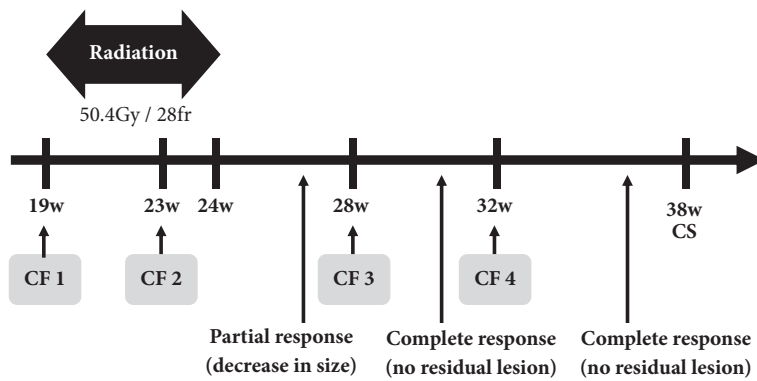 Radiation
50.4Gy / 28fr
19w
23w
24w
28w
32w
38w
CS
CF 1
CF 2
CF 3
CF 4
Partial response
(decrease in size)
Complete response
(no residual lesion)
Complete response
(no residual lesion)